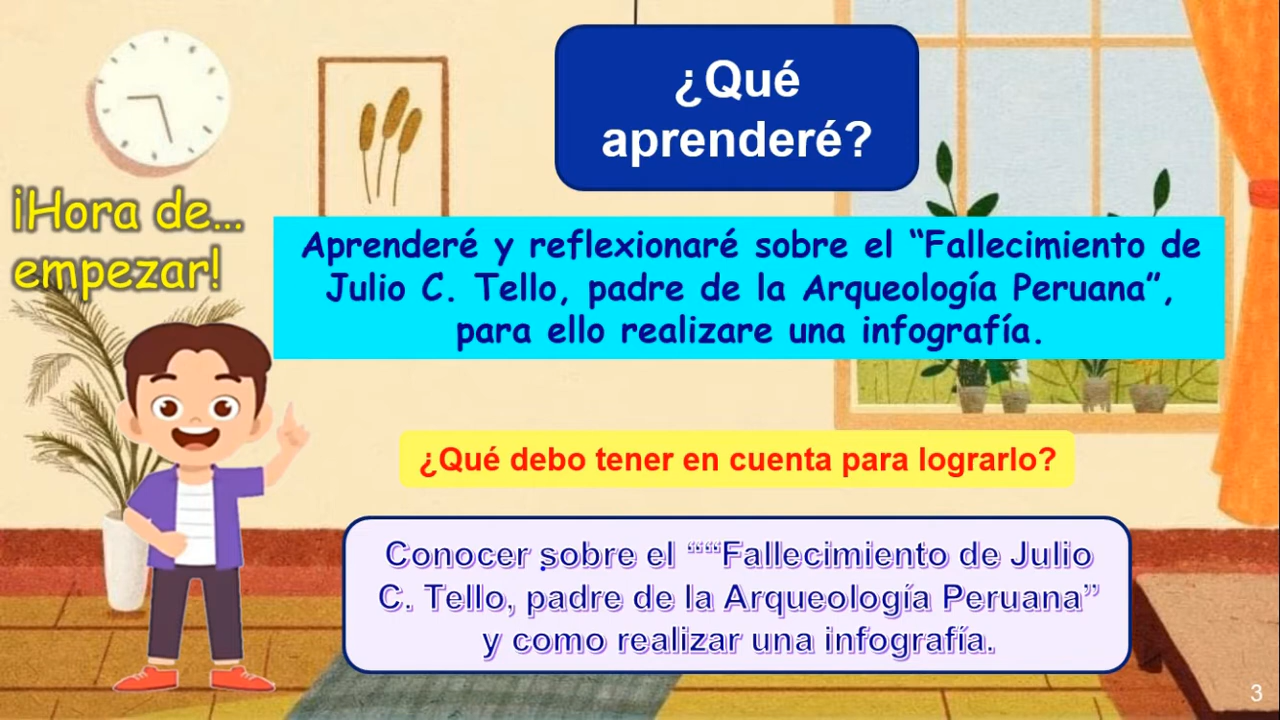 ¿Qué
aprenderé?
¡Hora de...
empezar!
Aprenderé y reflexionaré sobre el “Fallecimiento de
Julio C. Tello, padre de la Arqueología Peruana”,
para ello realizare una infografía.
¿Qué debo tener en cuenta para lograrlo?
Conocer sobre el “““Fallecimiento de Julio
C. Tello, padre de la Arqueología Peruana”
y como realizar una infografía.
3